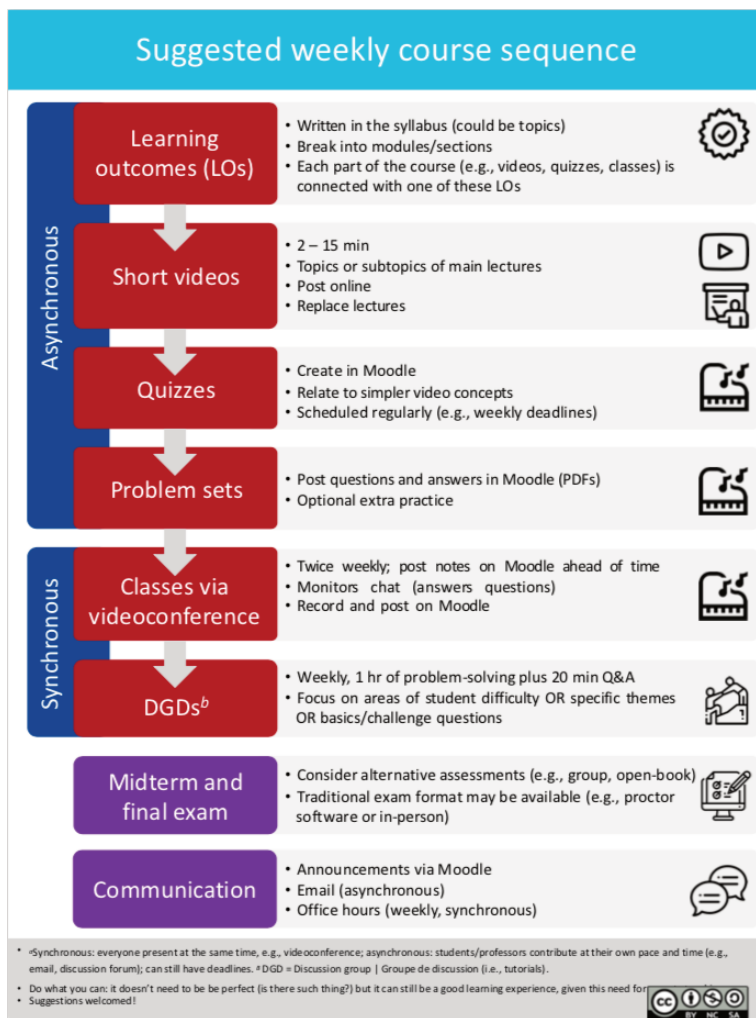 Suggested weekly course sequence
Asynchronous
Learning
outcomes (LOs)
• Written in the syllabus (could be topics)
• Break into modules/sections
• Each part of the course (e.g., videos, quizzes, classes) is
connected with one of these LOs
Short videos
• 2 – 15 min
• Topics or subtopics of main lectures
• Post online
• Replace lectures
Quizzes
• Create in Moodle
• Relate to simpler video concepts
• Scheduled regularly (e.g., weekly deadlines)
Problem sets
• Post questions and answers in Moodle (PDFs)
• Optional extra practice
Synchronous
Classes via
videoconference
• Twice weekly; post notes on Moodle ahead of time
• Monitors chat (answers questions)
• Record and post on Moodle
DGDsᵇ
• Weekly, 1 hr of problem-solving plus 20 min Q&A
• Focus on areas of student difficulty OR specific themes
OR basics/challenge questions
Midterm and
final exam
• Consider alternative assessments (e.g., group, open-book)
• Traditional exam format may be available (e.g., proctor
software or in-person)
Communication
• Announcements via Moodle
• Email (asynchronous)
• Office hours (weekly, synchronous)
• ᵃSynchronous: everyone present at the same time, e.g., videoconference; asynchronous: students/professors contribute at their own pace and time (e.g.,
email, discussion forum); can still have deadlines. ᵃ DGD = Discussion group | Groupe de discussion (i.e., tutorials).
• Do what you can: it doesn't need to be be perfect (is there such thing?) but it can still be a good learning experience, given this need for
• Suggestions welcomed!
cc
BY NC SA